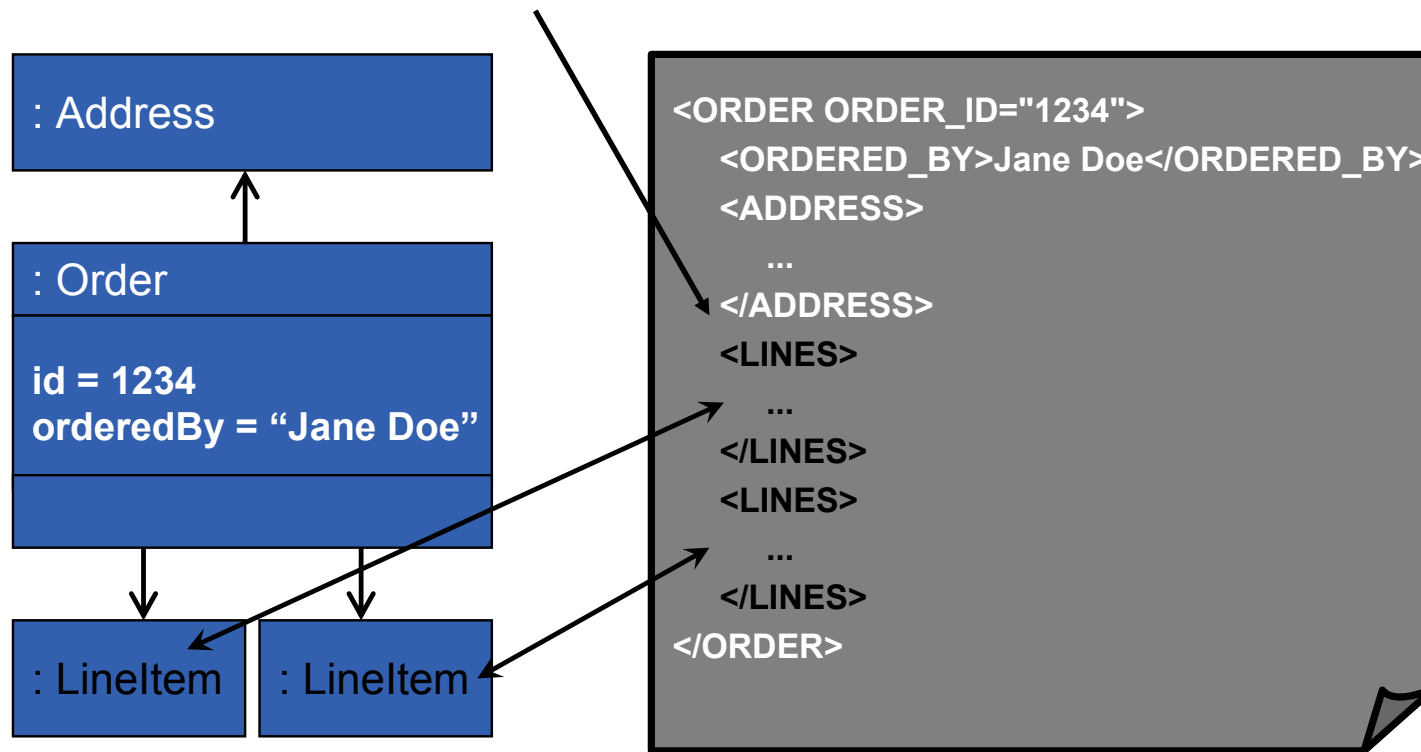 : Address
: Order
id = 1234
orderedBy = “Jane Doe”
: LineItem
: LineItem
<ORDER ORDER_ID="1234">
<ORDERED_BY>Jane Doe</ORDERED_BY>
<ADDRESS>
...
</ADDRESS>
<LINES>
...
</LINES>
<LINES>
...
</LINES>
</ORDER>